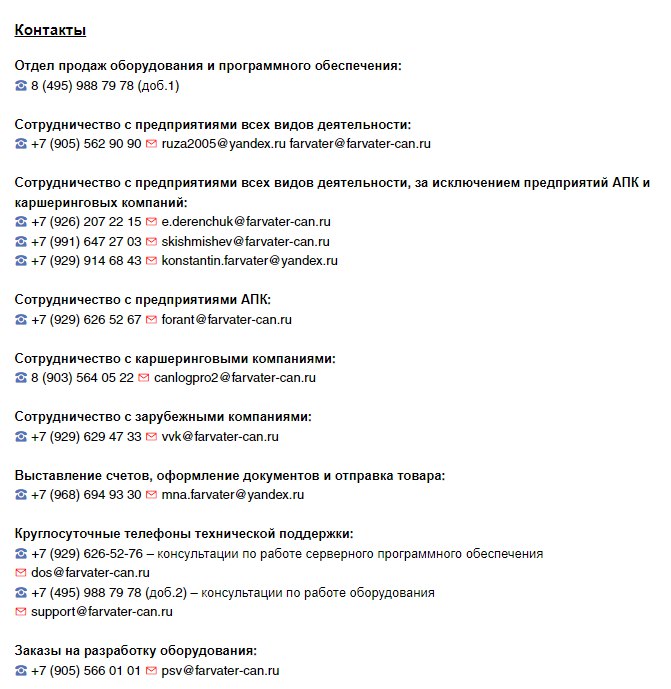 Контакты
Отдел продаж оборудования и программного обеспечения:
8 (495) 988 79 78 (доб.1)
Сотрудничество с предприятиями всех видов деятельности:
+7 (905) 562 90 90 ruza2005@yandex.ru farvater@farvater-can.ru
Сотрудничество с предприятиями всех видов деятельности, за исключением предприятий АПК и
каршеринговых компаний:
+7 (926) 207 22 15 e.derenchuk@farvater-can.ru
+7 (991) 647 27 03 skishmishev@farvater-can.ru
+7 (929) 914 68 43 konstantin.farvater@yandex.ru
Сотрудничество с предприятиями АПК:
+7 (929) 626 52 67 forant@farvater-can.ru
Сотрудничество с каршеринговыми компаниями:
8 (903) 564 05 22 canlogpro2@farvater-can.ru
Сотрудничество с зарубежными компаниями:
+7 (929) 629 47 33 vvk@farvater-can.ru
Выставление счетов, оформление документов и отправка товара:
+7 (968) 694 93 30 mna.farvater@yandex.ru
Круглосуточные телефоны технической поддержки:
+7 (929) 626-52-76 – консультации по работе серверного программного обеспечения
dos@farvater-can.ru
+7 (495) 988 79 78 (доб.2) – консультации по работе оборудования
support@farvater-can.ru
Заказы на разработку оборудования:
+7 (905) 566 01 01 psv@farvater-can.ru